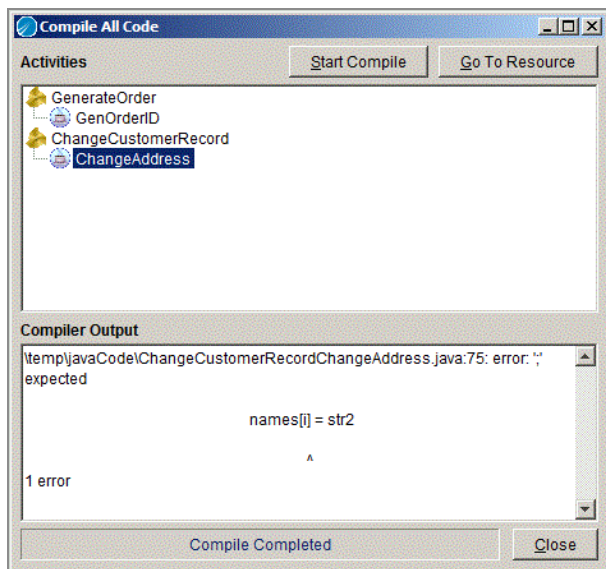 Compile All Code
Activities
Start Compile
Go To Resource
GenerateOrder
GenOrderID
ChangeCustomerRecord
ChangeAddress
Compiler Output
\temp\javaCode\ChangeCustomerRecordChangeAddress.java:75: error: ';'
expected
names[i] = str2
^
1 error
Compile Completed
Close